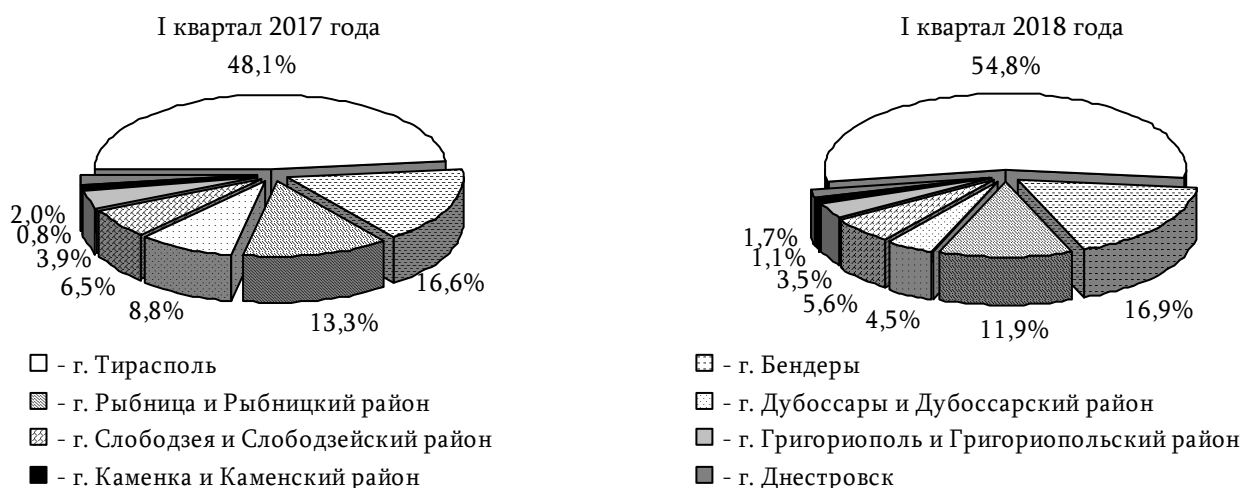 I квартал 2017 года
48,1%
2,0%
0,8%
3,9%
6,5%
8,8%
13,3%
16,6%
I квартал 2018 года
54,8%
1,7%
1,1%
3,5%
5,6%
4,5%
11,9%
16,9%
- г. Тирасполь
- г. Бендеры
- г. Рыбница и Рыбницкий район
- г. Дубоссары и Дубоссарский район
- г. Слободзея и Слободзейский район
- г. Григориополь и Григориопольский район
- г. Каменка и Каменский район
- г. Днестровск